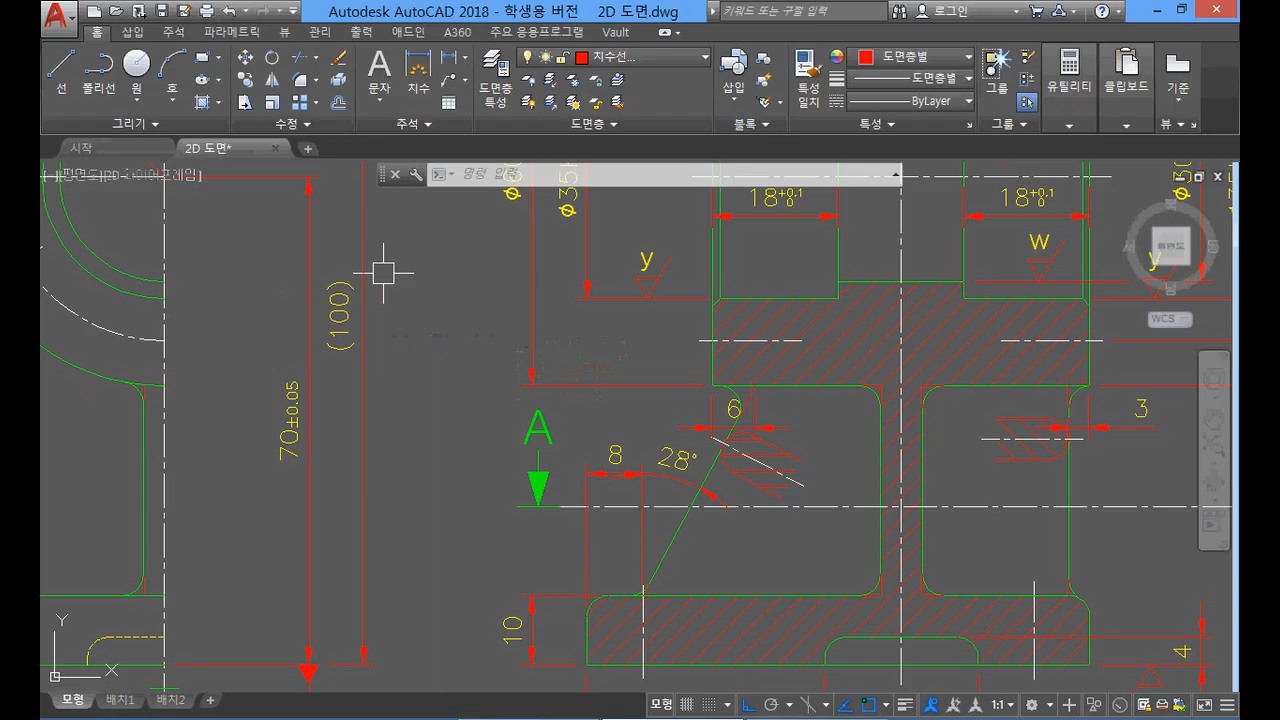 Autodesk AutoCAD 2018 - 학생용 버전 2D 도면.dwg
키워드 또는 구절 입력
로그인
홈 삽입 주석 파라메트릭 뷰 관리 출력 애드인 A360 주요 응용프로그램 Vault
선 폴리선 원 호
문자 치수
도면층 특성
치수선...
삽입
특성 일치
도면층별
도면층별
ByLayer
그룹
유틸리티
클립보드
기준
그리기 수정 주석 도면층 블록 특성 그룹 뷰
시작
2D 도면*
명령 입력
18+0.1 0
18+0.1 0
w
y
y
WCS
(100)
70±0.05
A
6
3
8
28°
10
4
Y
X
모형 배치1 배치2
모형
1:1